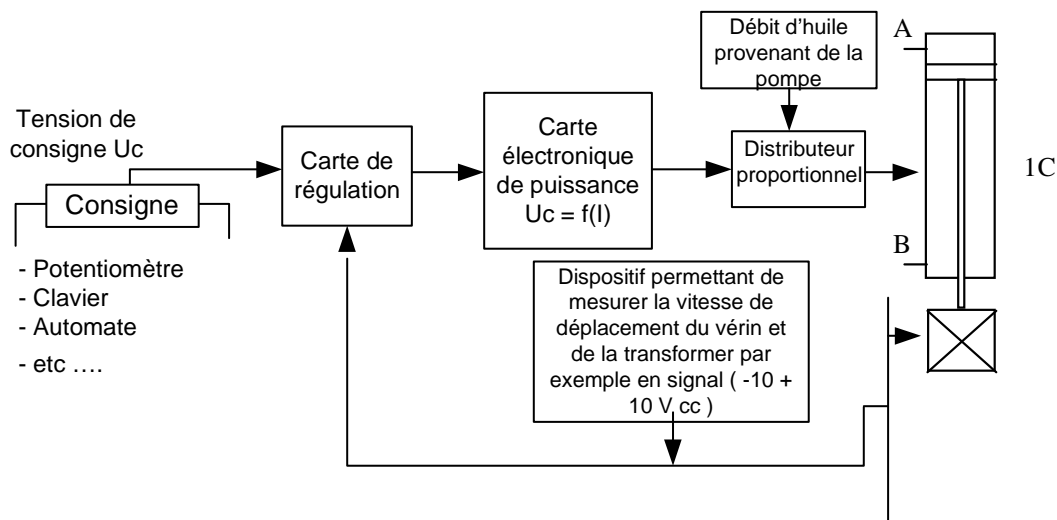 Débit d'huile
provenant de la
pompe
A
Tension de
consigne Uc
Consigne
- Potentiomètre
- Clavier
- Automate
- etc ....
Carte de
régulation
Carte
électronique
de puissance
Uc = f(I)
Distributeur
proportionnel
1C
B
Dispositif permettant de
mesurer la vitesse de
déplacement du vérin et
de la transformer par
exemple en signal ( -10 +
10 V cc )